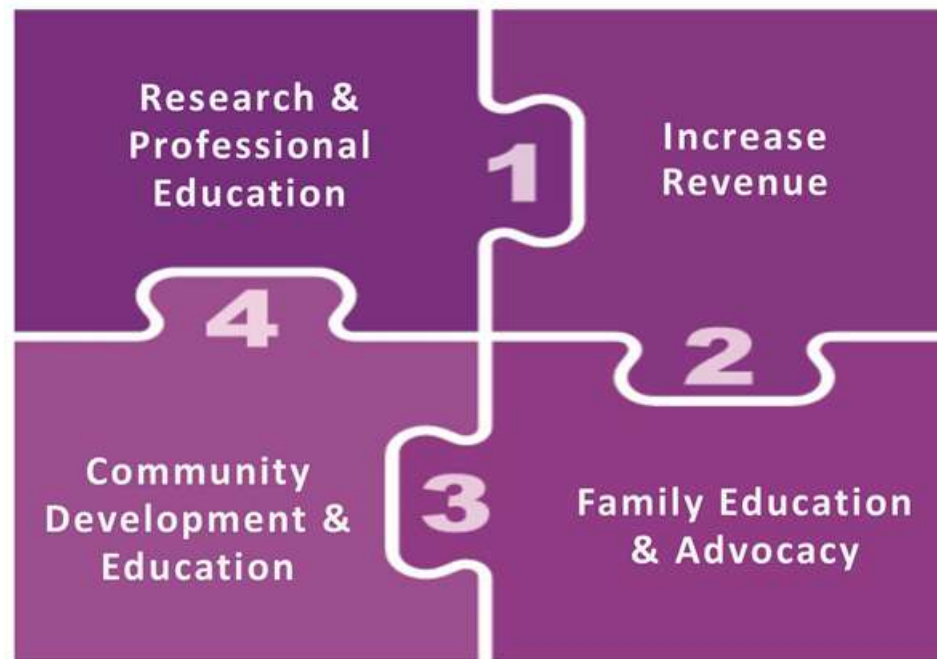 Research &
Professional
Education
1
Increase
Revenue
2
Family Education
& Advocacy
3
Community
Development &
Education
4